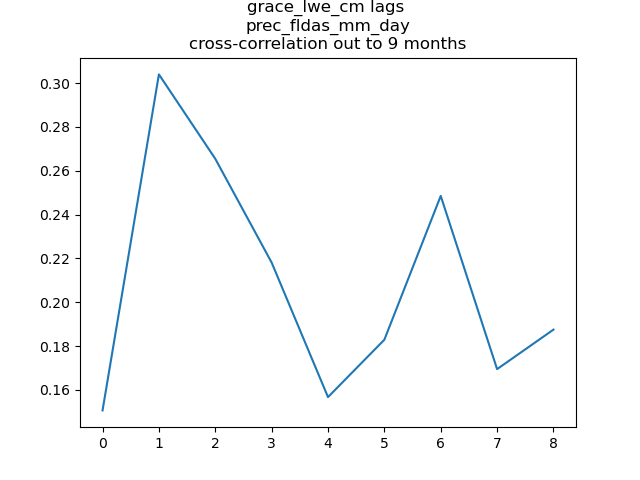 grace_lwe_cm lags
prec_fldas_mm_day
cross-correlation out to 9 months
0.30
0.28
0.26
0.24
0.22
0.20
0.18
0.16
0 1 2 3 4 5 6 7 8